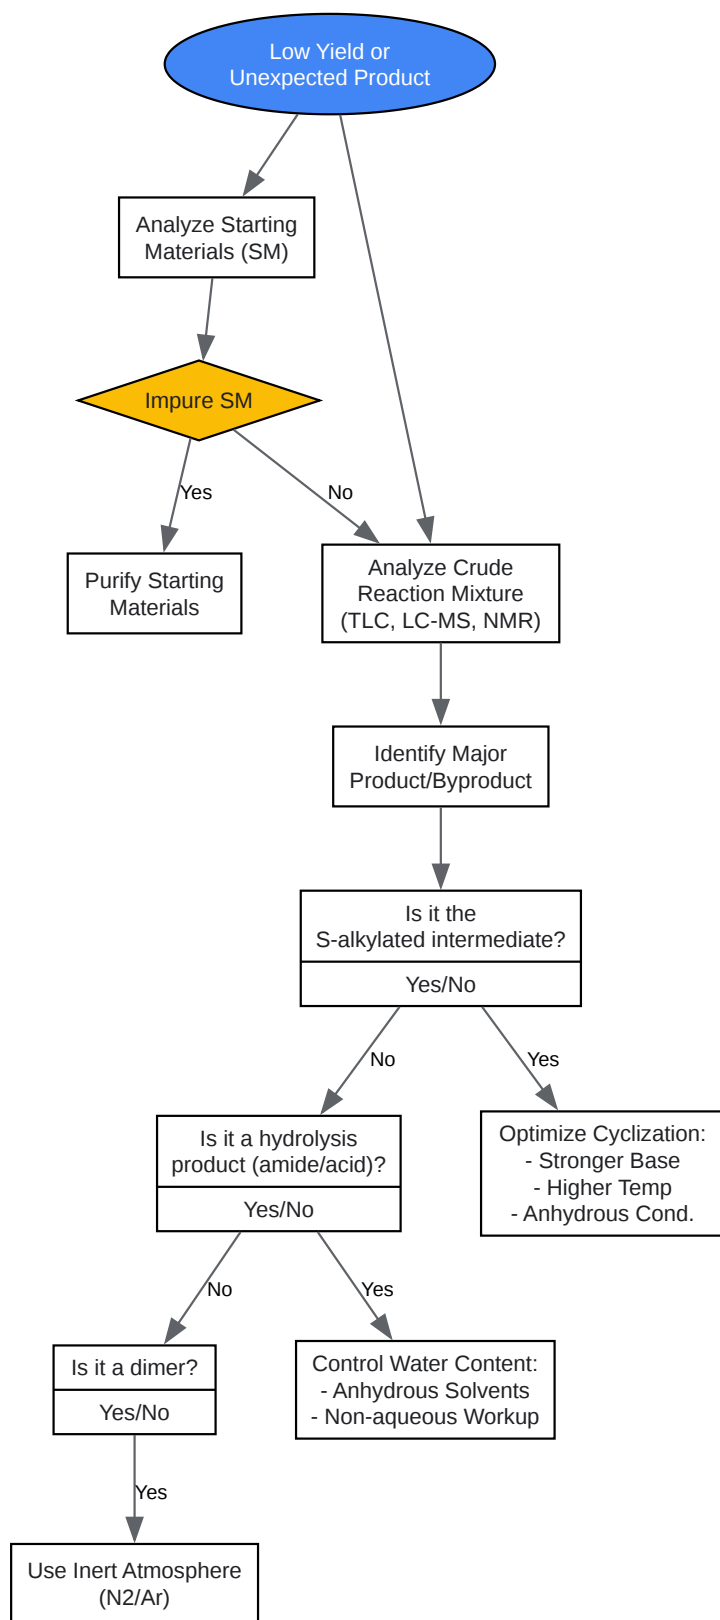 Low Yield or
Unexpected Product
Analyze Starting
Materials (SM)
Impure SM
Yes
No
Purify Starting
Materials
Analyze Crude
Reaction Mixture
(TLC, LC-MS, NMR)
Identify Major
Product/Byproduct
Is it the
S-alkylated intermediate?
Yes/No
No
Yes
Is it a hydrolysis
product (amide/acid)?
Yes/No
Optimize Cyclization:
- Stronger Base
- Higher Temp
- Anhydrous Cond.
No
Yes
Is it a dimer?
Yes/No
Control Water Content:
- Anhydrous Solvents
- Non-aqueous Workup
Yes
Use Inert Atmosphere
(N2/Ar)